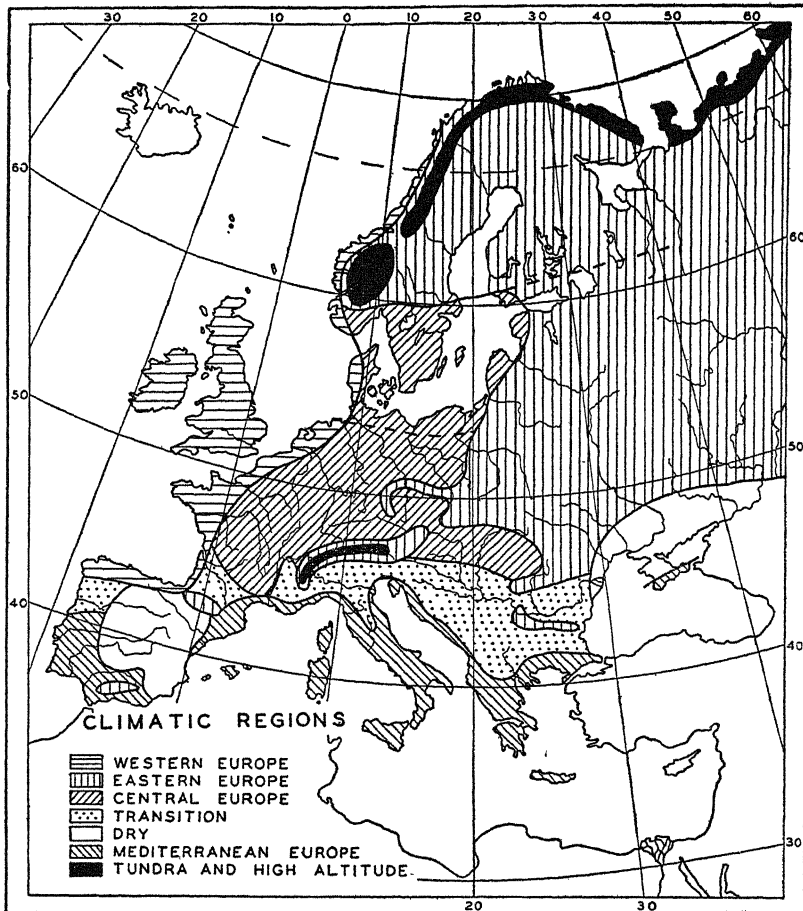 30 20 10 0 10 20 30 40 50 60
60
60
50
50
40
40
30
20 30
CLIMATIC REGIONS
WESTERN EUROPE
EASTERN EUROPE
CENTRAL EUROPE
TRANSITION
DRY
MEDITERRANEAN EUROPE
TUNDRA AND HIGH ALTITUDE